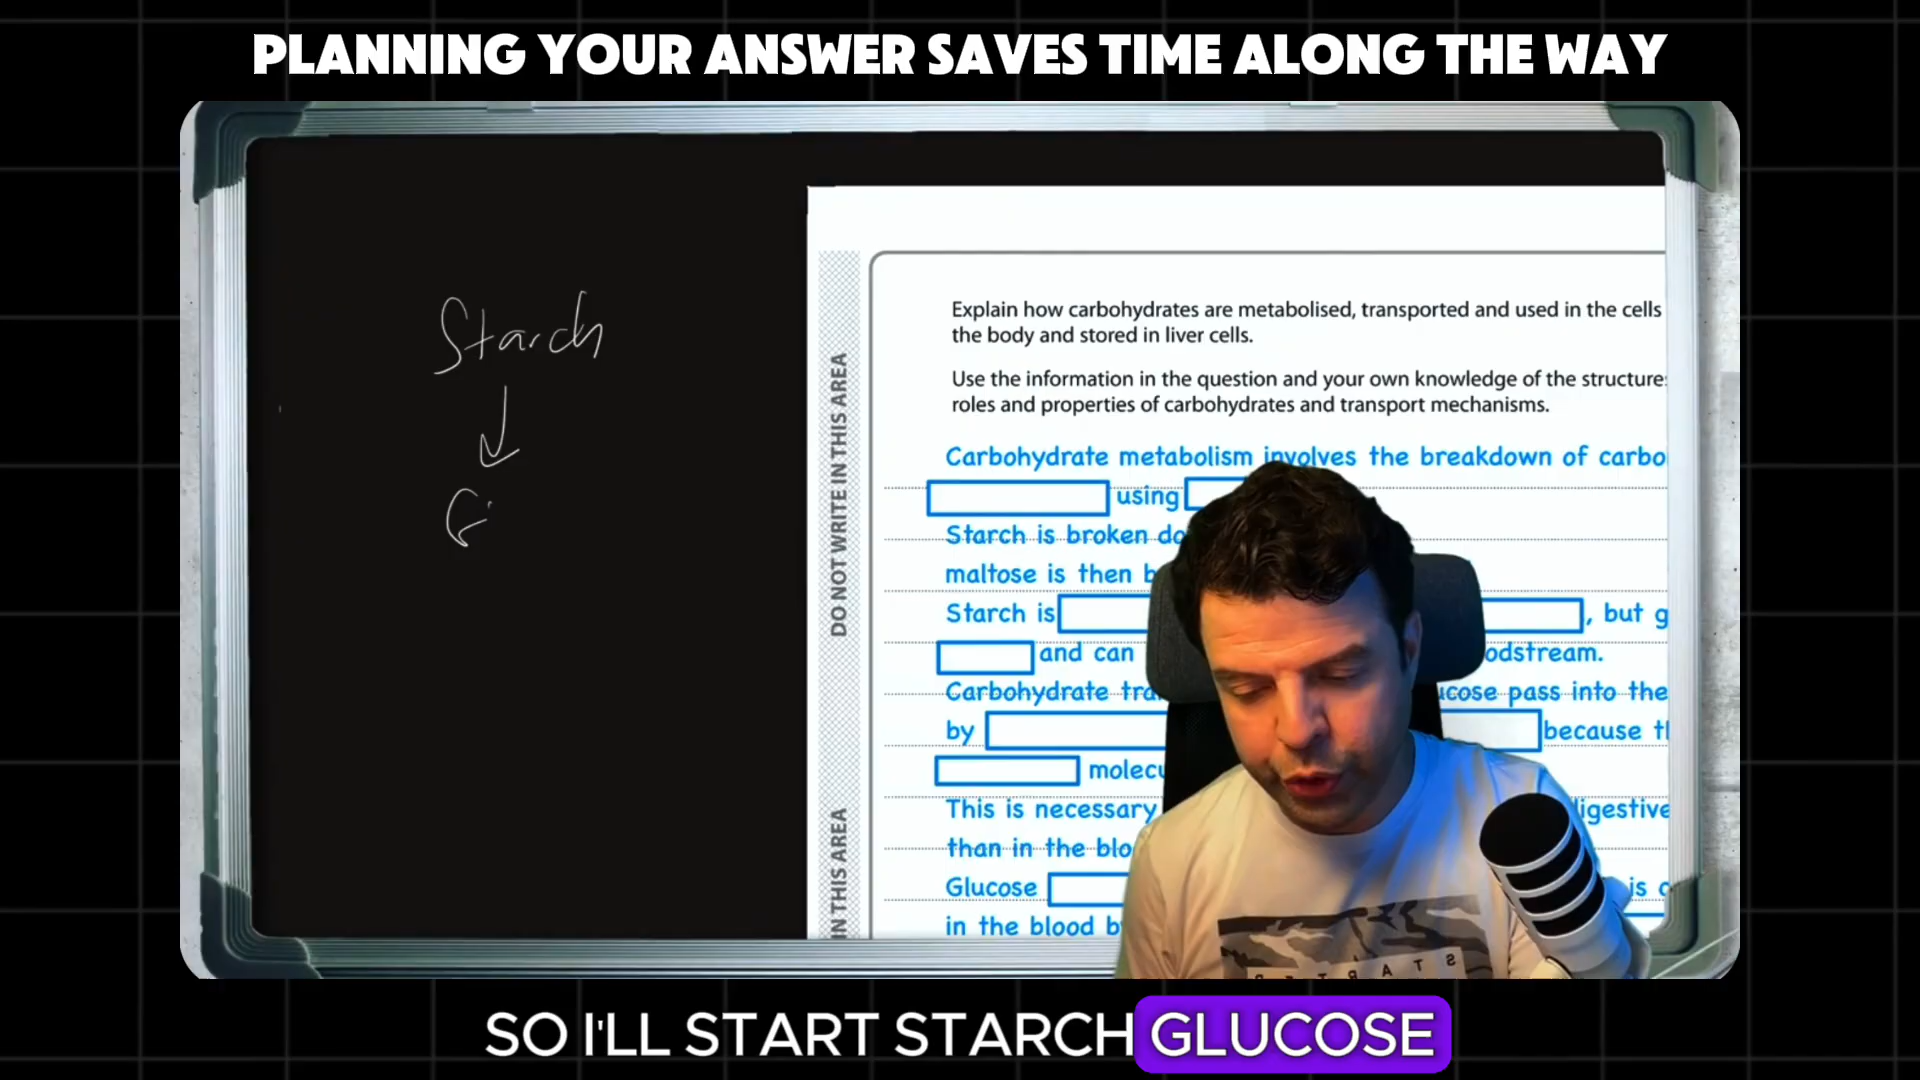 PLANNING YOUR ANSWER SAVES TIME ALONG THE WAY
Starch
DO NOT WRITE IN THIS AREA
IN THIS AREA
Explain how carbohydrates are metabolised, transported and used in the cells
the body and stored in liver cells.
Use the information in the question and your own knowledge of the structure
roles and properties of carbohydrates and transport mechanisms.
Carbohydrate metabolism involves the breakdown of carbo
using
Starch is broken do
maltose is then b
Starch is , but g
and can odstream.
Carbohydrate tra ucose pass into the
by because t
molecu
This is necessary igestive
than in the blo
Glucose is
in the blood b
START
SO I'LL START STARCH GLUCOSE